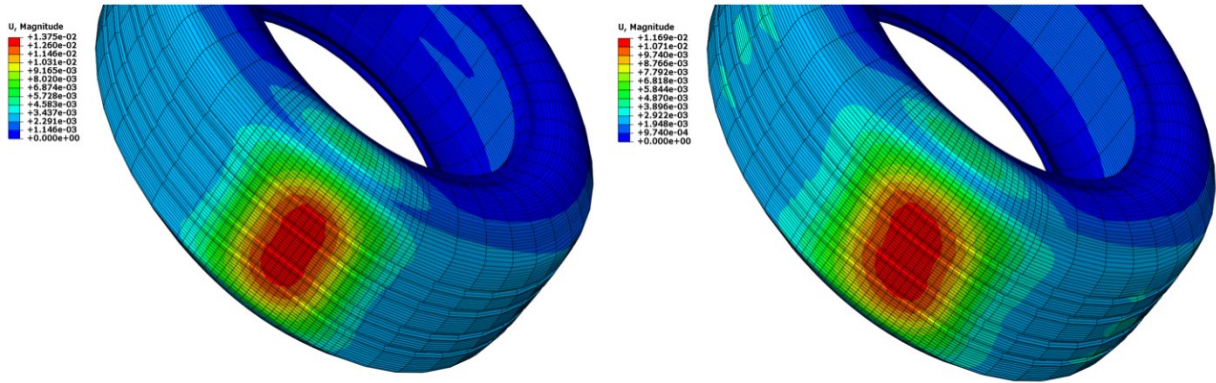 U, Magnitude
+1.375e-02
+1.260e-02
+1.146e-02
+1.031e-02
+9.165e-03
+8.020e-03
+6.874e-03
+5.728e-03
+4.583e-03
+3.437e-03
+2.291e-03
+1.146e-03
+0.000e+00
U, Magnitude
+1.169e-02
+1.071e-02
+9.740e-03
+8.766e-03
+7.792e-03
+6.818e-03
+5.844e-03
+4.870e-03
+3.896e-03
+2.922e-03
+1.948e-03
+9.740e-04
+0.000e+00